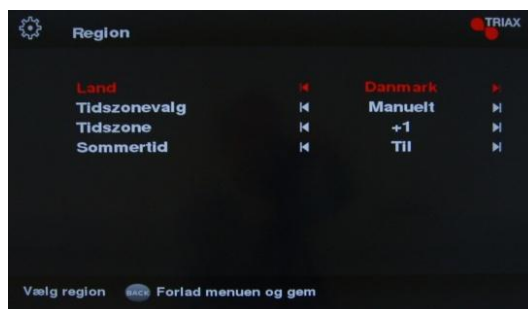 Region
TRIAX
Land Danmark
Tidszonevalg Manuelt
Tidszone +1
Sommertid Til
Vælg region BACK Forlad menuen og gem